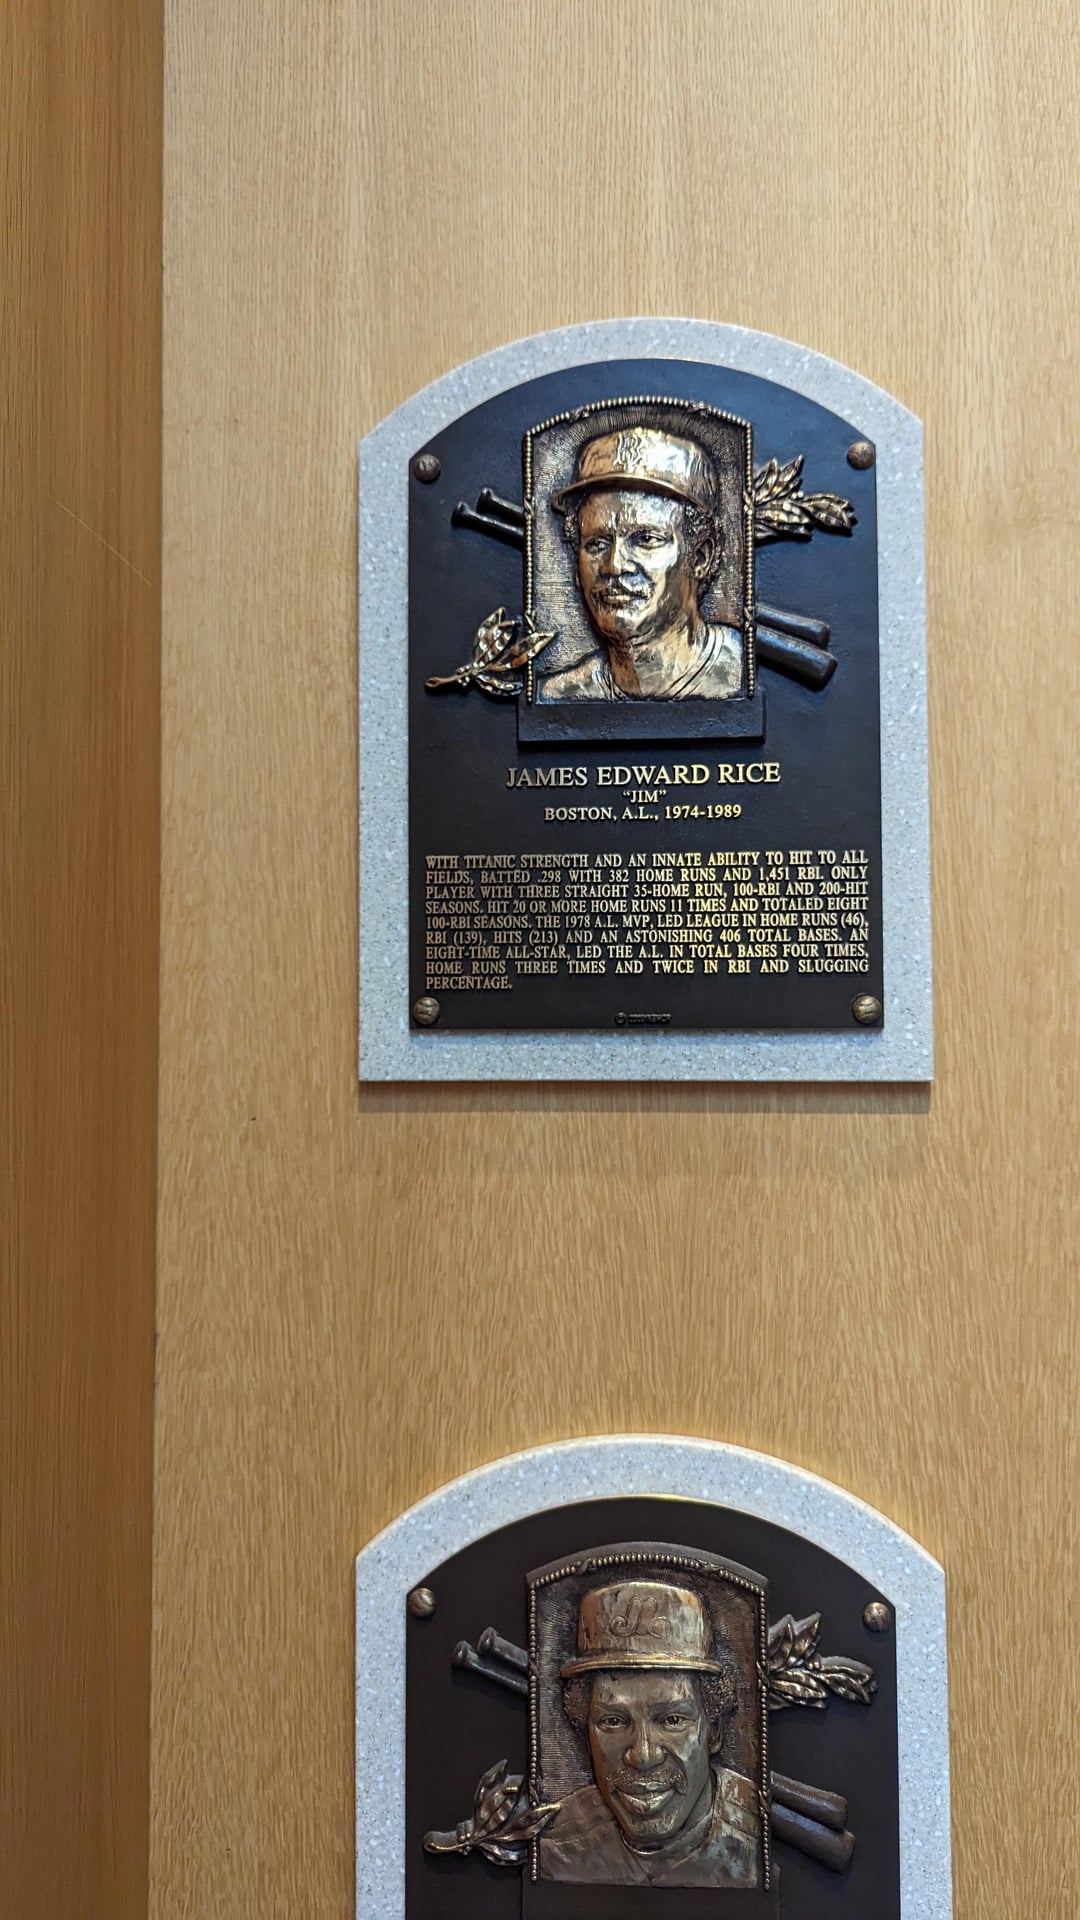 B
JAMES EDWARD RICE
"JIM"
BOSTON, A.L., 1974-1989
WITH TITANIC STRENGTH AND AN INNATE ABILITY TO HIT TO ALL
FIELDS, BATTED .298 WITH 382 HOME RUNS AND 1,451 RBI. ONLY
PLAYER WITH THREE STRAIGHT 35-HOME RUN, 100-RBI AND 200-HIT
SEASONS. HIT 20 OR MORE HOME RUNS 11 TIMES AND TOTALED EIGHT
100-RBI SEASONS. THE 1978 A.L. MVP, LED LEAGUE IN HOME RUNS (46),
RBI (139), HITS (213) AND AN ASTONISHING 406 TOTAL BASES. AN
EIGHT-TIME ALL-STAR, LED THE A.L. IN TOTAL BASES FOUR TIMES,
HOME RUNS THREE TIMES AND TWICE IN RBI AND SLUGGING
PERCENTAGE.